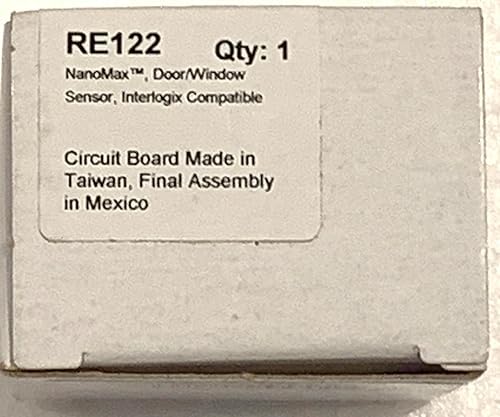 RE122 Qty: 1
NanoMax™, Door/Window
Sensor, Interlogix Compatible
Circuit Board Made in
Taiwan, Final Assembly
in Mexico